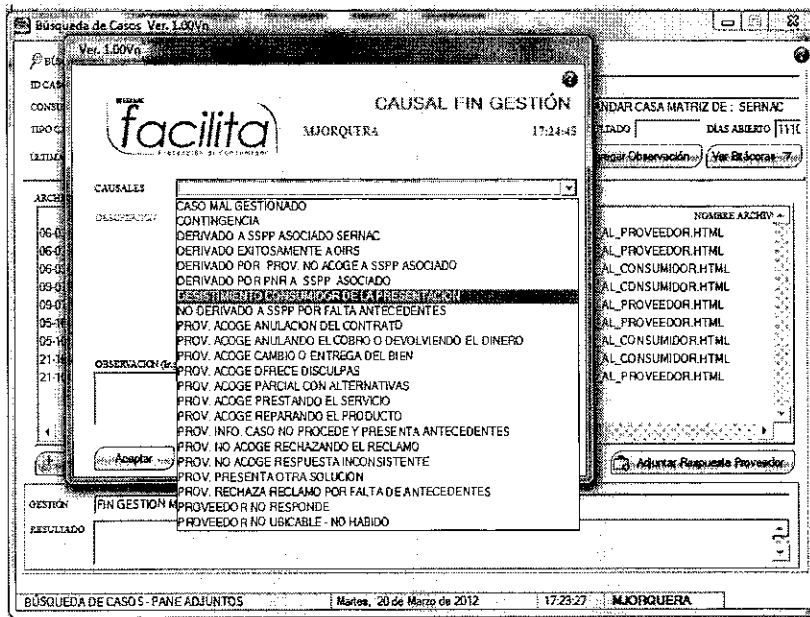 Búsqueda de Casos Ver. 1.00Vn
Ver. 1.00Vn
ID CAS
CONSU
TIPO C
ÚLTIMA
facilita
CAUSAL FIN GESTIÓN
MJORQUERA
17:24:45
NDAR CASA MATRIZ DE : SERNAC
LTADO
DÍAS ABIERTO
egar Observación
Ver Bitácoras
CAUSALES
DESCRIPCION
CASO MAL GESTIONADO
CONTINGENCIA
DERIVADO A SSPP ASOCIADO SERNAC
DERIVADO EXITOSAMENTE A OIRS
DERIVADO POR PROV. NO ACOGE A SSPP ASOCIADO
DERIVADO POR PNR A SSPP ASOCIADO
DESISTIMIENTO CONSUMIDOR DE LA PRESENTACION
NO DERIVADO A SSPP POR FALTA ANTECEDENTES
PROV. ACOGE ANULACION DEL CONTRATO
PROV. ACOGE ANULANDO EL COBRO O DEVOLVIENDO EL DINERO
PROV. ACOGE CAMBIO O ENTREGA DEL BIEN
PROV. ACOGE OFRECE DISCULPAS
PROV. ACOGE PARCIAL CON ALTERNATIVAS
PROV. ACOGE PRESTANDO EL SERVICIO
PROV. ACOGE REPARANDO EL PRODUCTO
PROV. INFO. CASO NO PROCEDE Y PRESENTA ANTECEDENTES
PROV. NO ACOGE RECHAZANDO EL RECLAMO
PROV. NO ACOGE RESPUESTA INCONSISTENTE
PROV. PRESENTA OTRA SOLUCIÓN
PROV. RECHAZA RECLAMO POR FALTA DE ANTECEDENTES
PROVEEDOR NO RESPONDE
PROVEEDOR NO UBICABLE - NO HABIDO
ARCHI
NOMBRE ARCHIV
AL_PROVEEDOR.HTML
AL_PROVEEDOR.HTML
AL_CONSUMIDOR.HTML
AL_CONSUMIDOR.HTML
AL_PROVEEDOR.HTML
AL_PROVEEDOR.HTML
AL_CONSUMIDOR.HTML
AL_CONSUMIDOR.HTML
AL_PROVEEDOR.HTML
OBSERVACION
Aceptar
Adjuntar Respuesta Proveedor
GESTIÓN
FIN GESTION M
RESULTADO
BÚSQUEDA DE CASOS - PANE ADJUNTOS
Martes, 20 de Marzo de 2012
17:23:27
MJORQUERA